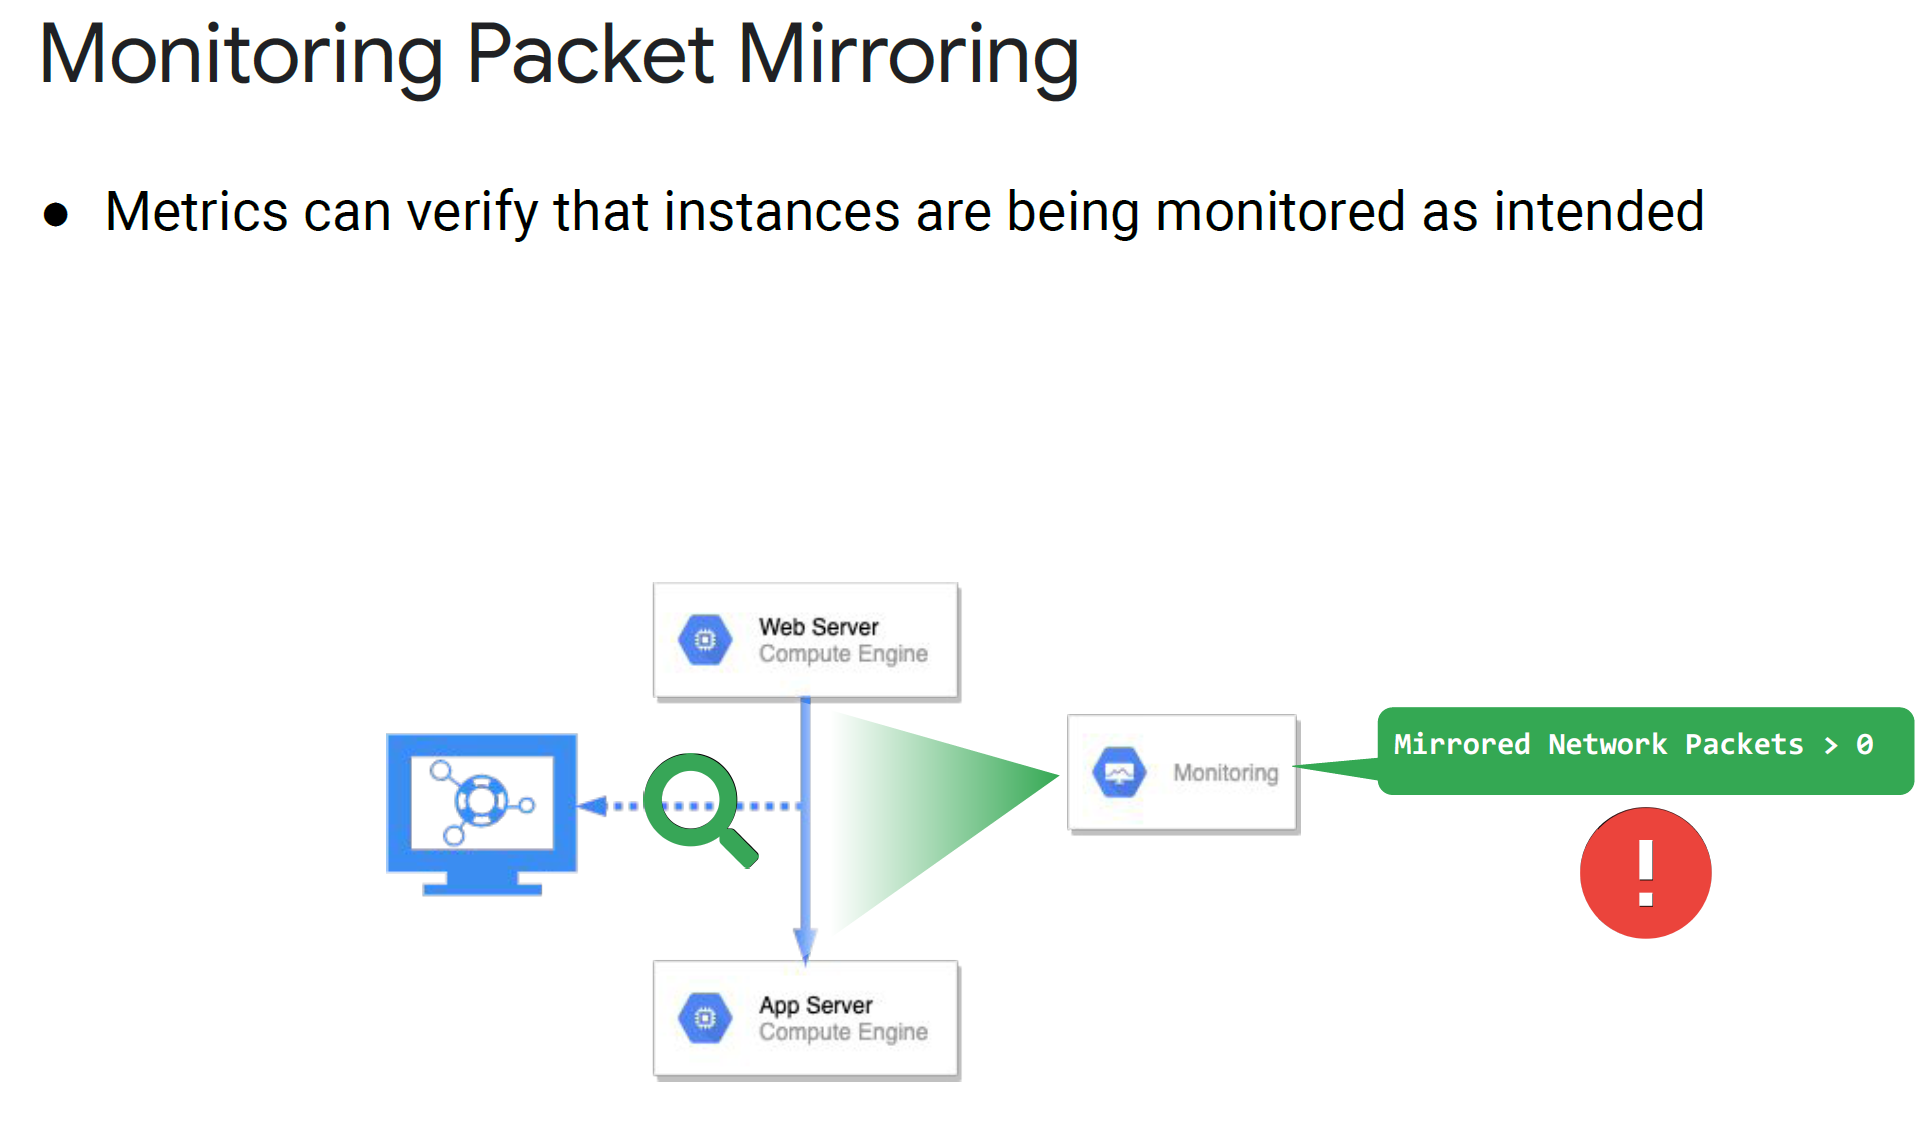 Monitoring Packet Mirroring
● Metrics can verify that instances are being monitored as intended
Web Server
Compute Engine
Monitoring
Mirrored Network Packets > 0
!
App Server
Compute Engine